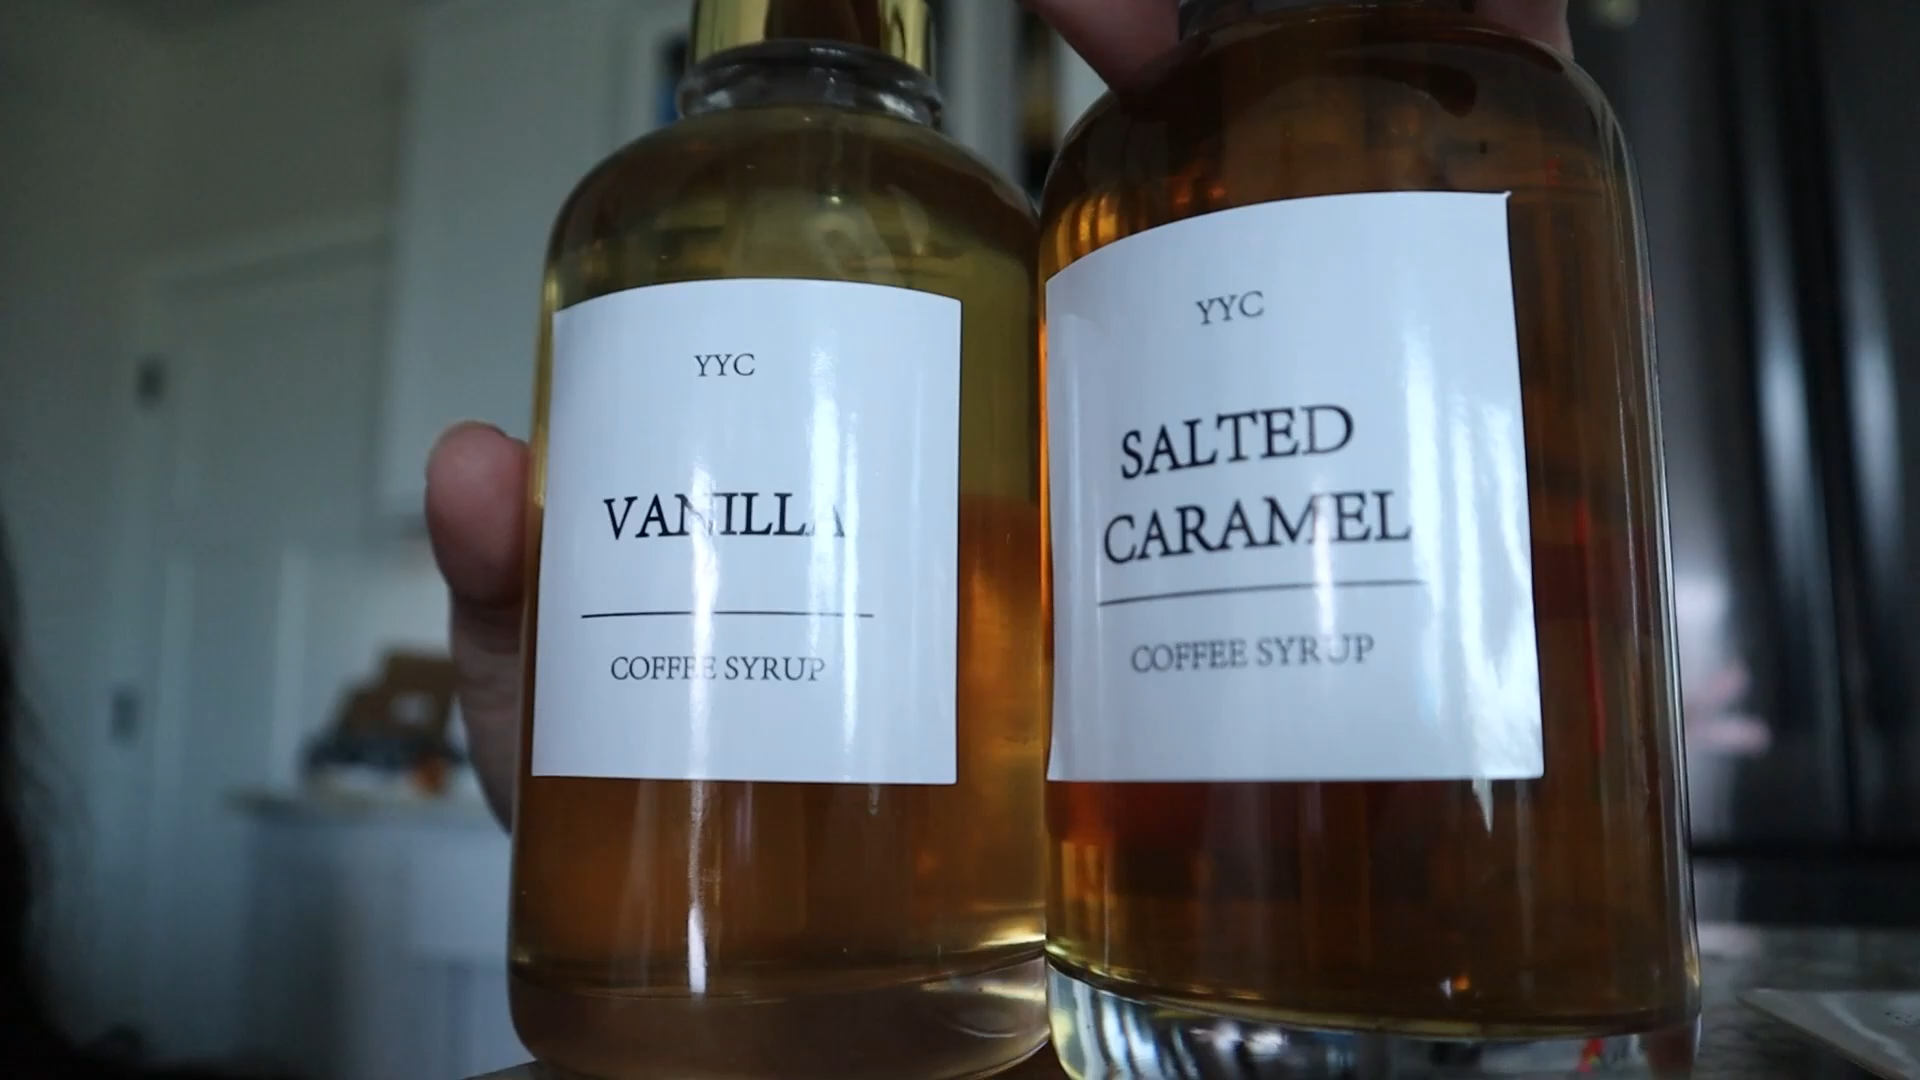 YYC
VANILLA
COFFEE SYRUP
YYC
SALTED
CARAMEL
COFFEE SYRUP